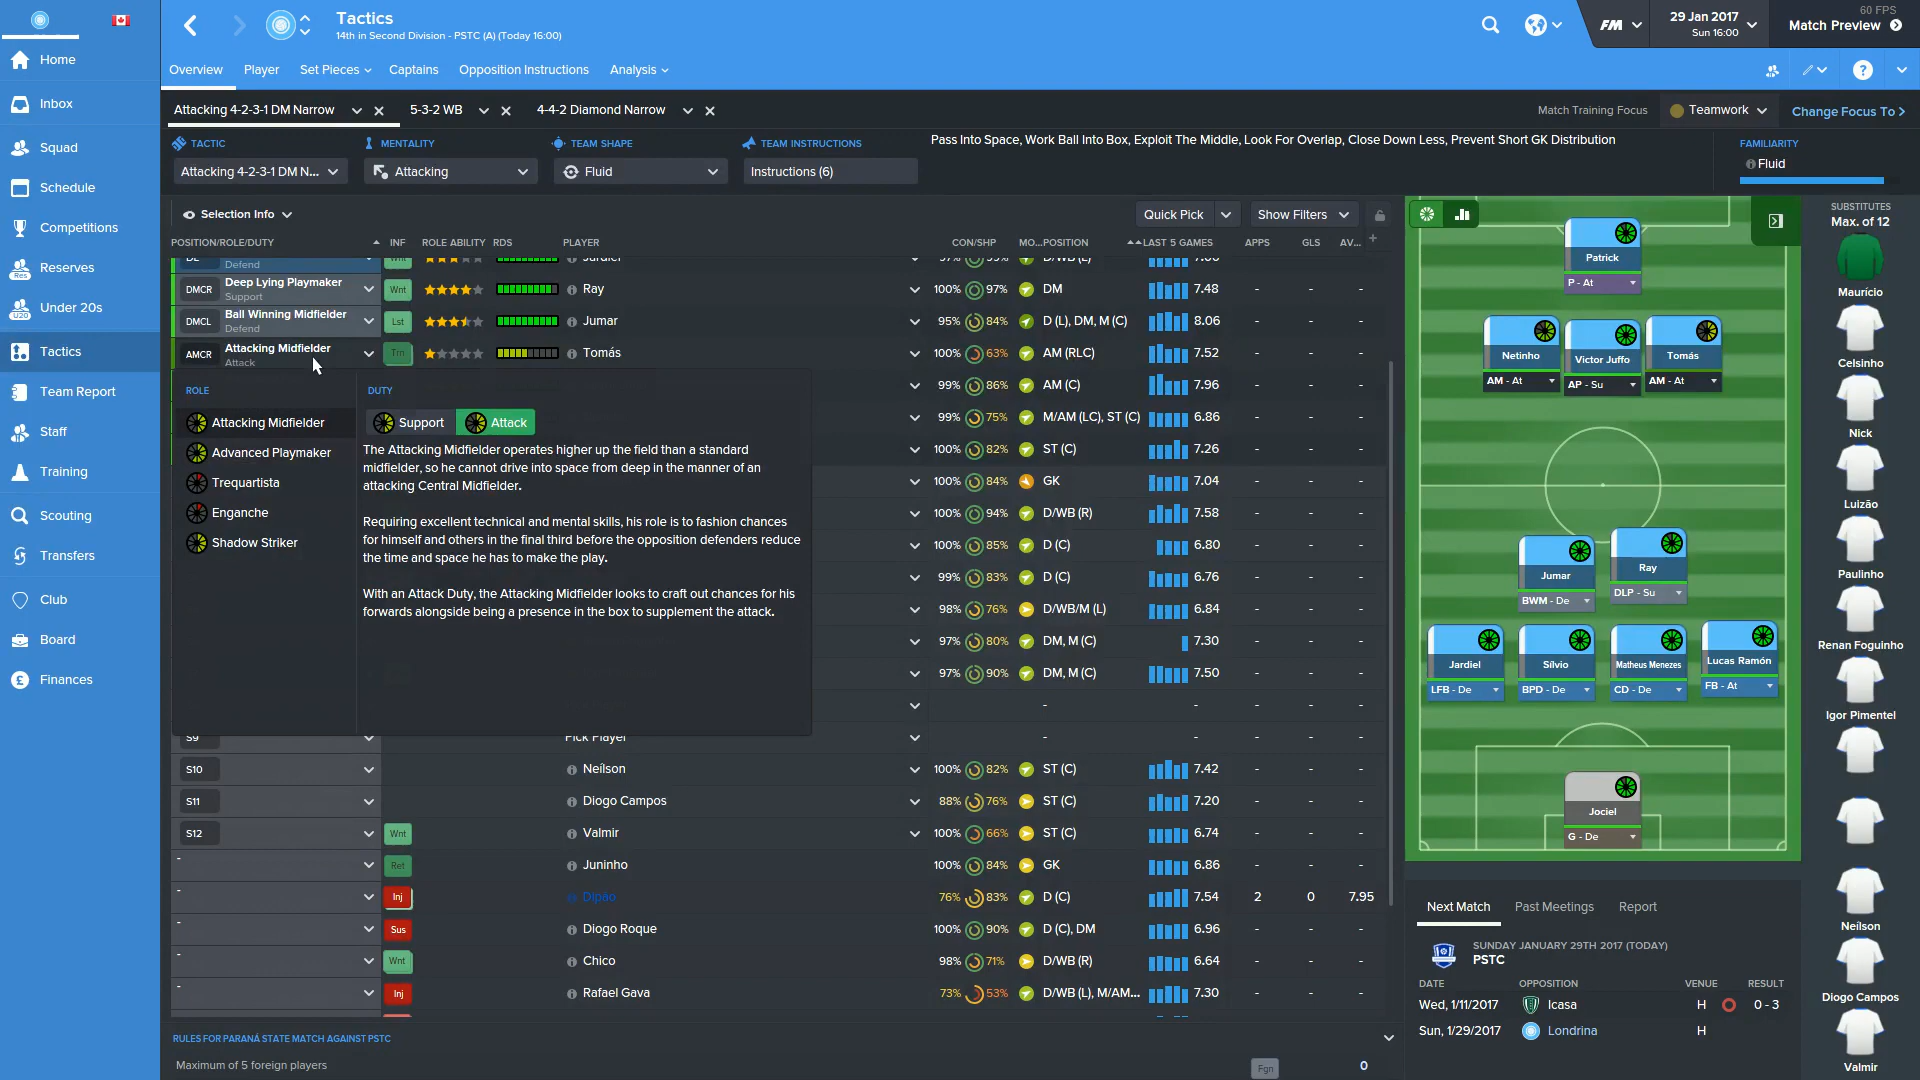 Tactics
14th in Second Division - PSTC (A) (Today 16:00)
60 FPS
29 Jan 2017
Sun 16:00
FM
Match Preview
Home
Inbox
Squad
Schedule
Competitions
Reserves
Under 20s
Tactics
Team Report
Staff
Training
Scouting
Transfers
Club
Board
Finances
Overview
Player
Set Pieces
Captains
Opposition Instructions
Analysis
Attacking 4-2-3-1 DM Narrow
5-3-2 WB
4-4-2 Diamond Narrow
Match Training Focus
Teamwork
Change Focus To >
TACTIC
MENTALITY
TEAM SHAPE
TEAM INSTRUCTIONS
Pass Into Space, Work Ball Into Box, Exploit The Middle, Look For Overlap, Close Down Less, Prevent Short GK Distribution
FAMILIARITY
Attacking 4-2-3-1 DM N...
Attacking
Fluid
Instructions (6)
Fluid
Selection Info
Quick Pick
Show Filters
POSITION/ROLE/DUTY INF ROLE ABILITY RDS PLAYER CON/SHP MO... POSITION LAST 5 GAMES APPS GLS AV...
Defend
DMCR Deep Lying Playmaker Support Wnt Ray 100% 97% DM 7.48 - - -
DMCL Ball Winning Midfielder Defend Lst Jumar 95% 84% D (L), DM, M (C) 8.06 - - -
AMCR Attacking Midfielder Attack Trn Tomás 100% 63% AM (RLC) 7.52 - - -
99% 86% AM (C) 7.96 - - -
99% 75% M/AM (LC), ST (C) 6.86 - - -
100% 82% ST (C) 7.26 - - -
100% 84% GK 7.04 - - -
100% 94% D/WB (R) 7.58 - - -
100% 85% D (C) 6.80 - - -
99% 83% D (C) 6.76 - - -
98% 76% D/WB/M (L) 6.84 - - -
97% 80% DM, M (C) 7.30 - - -
97% 90% DM, M (C) 7.50 - - -
- - - - -
S9 Pick Player - - - - -
S10 Neílson 100% 82% ST (C) 7.42 - - -
S11 Diogo Campos 88% 76% ST (C) 7.20 - - -
S12 Wnt Valmir 100% 66% ST (C) 6.74 - - -
- Ret Juninho 100% 84% GK 6.86 - - -
- Inj Dipão 76% 83% D (C) 7.54 2 0 7.95
- Sus Diogo Roque 100% 90% D (C), DM 6.96 - - -
- Wnt Chico 98% 71% D/WB (R) 6.64 - - -
- Inj Rafael Gava 73% 53% D/WB (L), M/AM... 7.30 - - -
ROLE
Attacking Midfielder
Advanced Playmaker
Trequartista
Enganche
Shadow Striker
DUTY
Support
Attack
The Attacking Midfielder operates higher up the field than a standard
midfielder, so he cannot drive into space from deep in the manner of an
attacking Central Midfielder.
Requiring excellent technical and mental skills, his role is to fashion chances
for himself and others in the final third before the opposition defenders reduce
the time and space he has to make the play.
With an Attack Duty, the Attacking Midfielder looks to craft out chances for his
forwards alongside being a presence in the box to supplement the attack.
RULES FOR PARANÁ STATE MATCH AGAINST PSTC
Maximum of 5 foreign players
Fgn
0
Patrick
P - At
Netinho
AM - At
Victor Juffo
AP - Su
Tomás
AM - At
Jumar
BWM - De
Ray
DLP - Su
Jardiel
LFB - De
Sílvio
BPD - De
Matheus Menezes
CD - De
Lucas Ramón
FB - At
Jociel
G - De
SUBSTITUTES
Max. of 12
Maurício
Celsinho
Nick
Luizão
Paulinho
Renan Foguinho
Igor Pimentel
Neílson
Diogo Campos
Valmir
Next Match
Past Meetings
Report
SUNDAY JANUARY 29TH 2017 (TODAY)
PSTC
DATE OPPOSITION VENUE RESULT
Wed, 1/11/2017 Icasa H 0 - 3
Sun, 1/29/2017 Londrina H